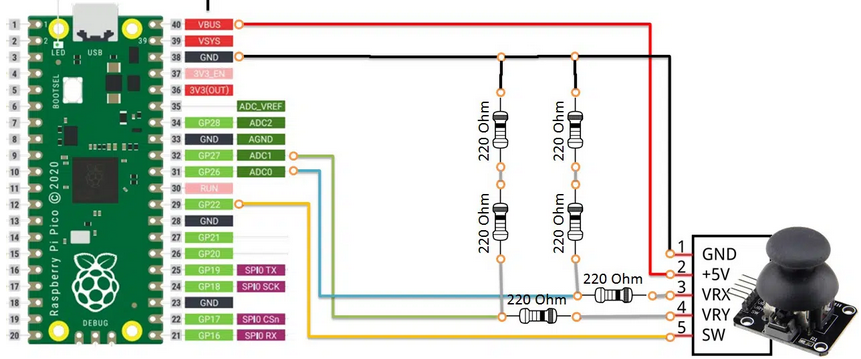 1 1 40 VBUS
2 39 39 VSYS
LED USB
3 38 GND
4 37 3V3_EN
5 36 3V3(OUT)
BOOTSEL
6 35 ADC_VREF
7 34 GP28 ADC2
8 33 GND AGND
9 32 GP27 ADC1
10 31 GP26 ADC0
11 30 RUN
12 29 GP22
13 28 GND
14 27 GP21
15 26 GP20
16 25 GP19 SPI0 TX
17 24 GP18 SPI0 SCK
18 23 GND
19 22 GP17 SPI0 CSn
20 21 GP16 SPI0 RX
Raspberry Pi Pico © 2020
DEBUG
220 Ohm
220 Ohm
220 Ohm
220 Ohm
220 Ohm
220 Ohm
1 GND
2 +5V
3 VRX
4 VRY
5 SW